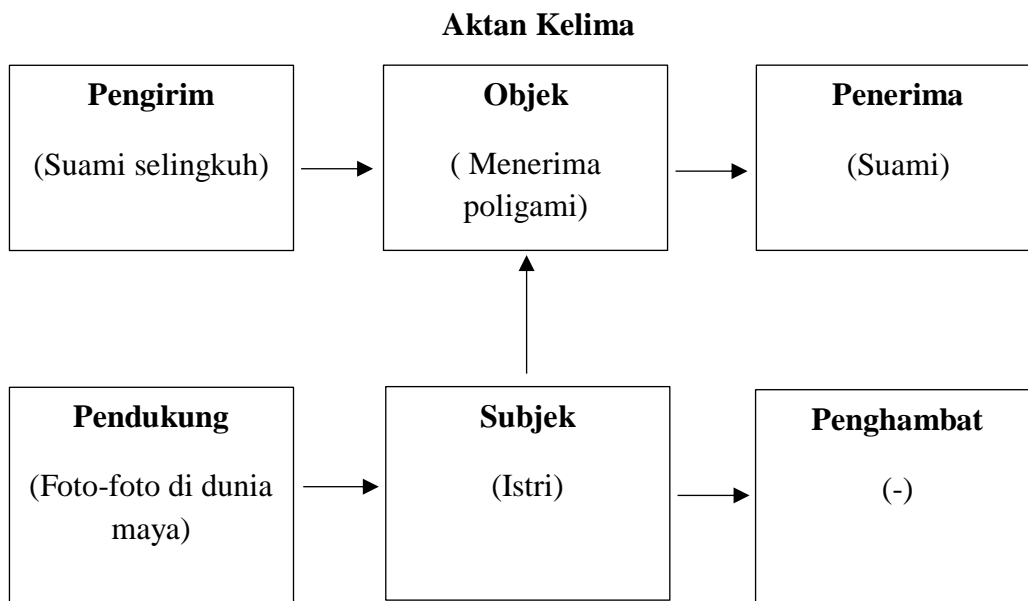 Aktan Kelima
Pengirim
(Suami selingkuh)
Objek
( Menerima
poligami)
Penerima
(Suami)
Pendukung
(Foto-foto di dunia
maya)
Subjek
(Istri)
Penghambat
(-)